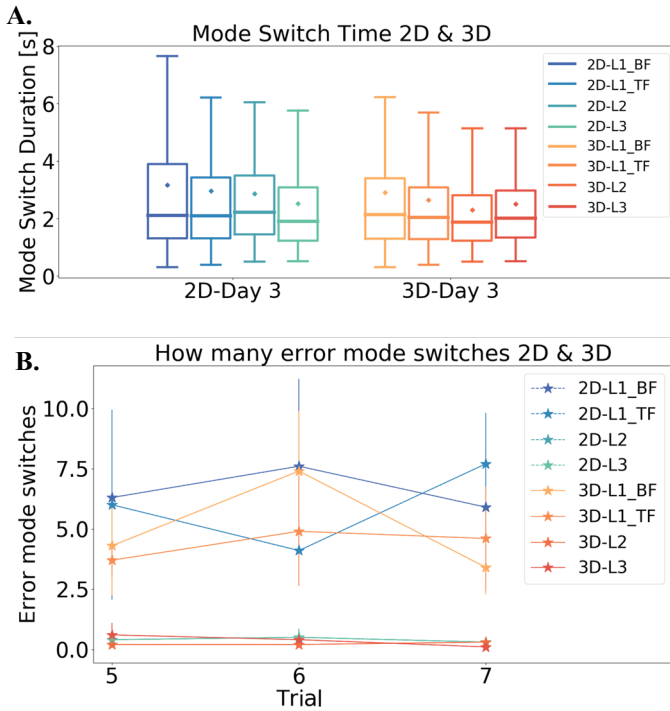 A.
Mode Switch Time 2D & 3D
Mode Switch Duration [s]
8
6
4
2
0
2D-L1_BF
2D-L1_TF
2D-L2
2D-L3
3D-L1_BF
3D-L1_TF
3D-L2
3D-L3
2D-Day 3
3D-Day 3
B.
How many error mode switches 2D & 3D
Error mode switches
10.0
7.5
5.0
2.5
0.0
2D-L1_BF
2D-L1_TF
2D-L2
2D-L3
3D-L1_BF
3D-L1_TF
3D-L2
3D-L3
5
6
7
Trial